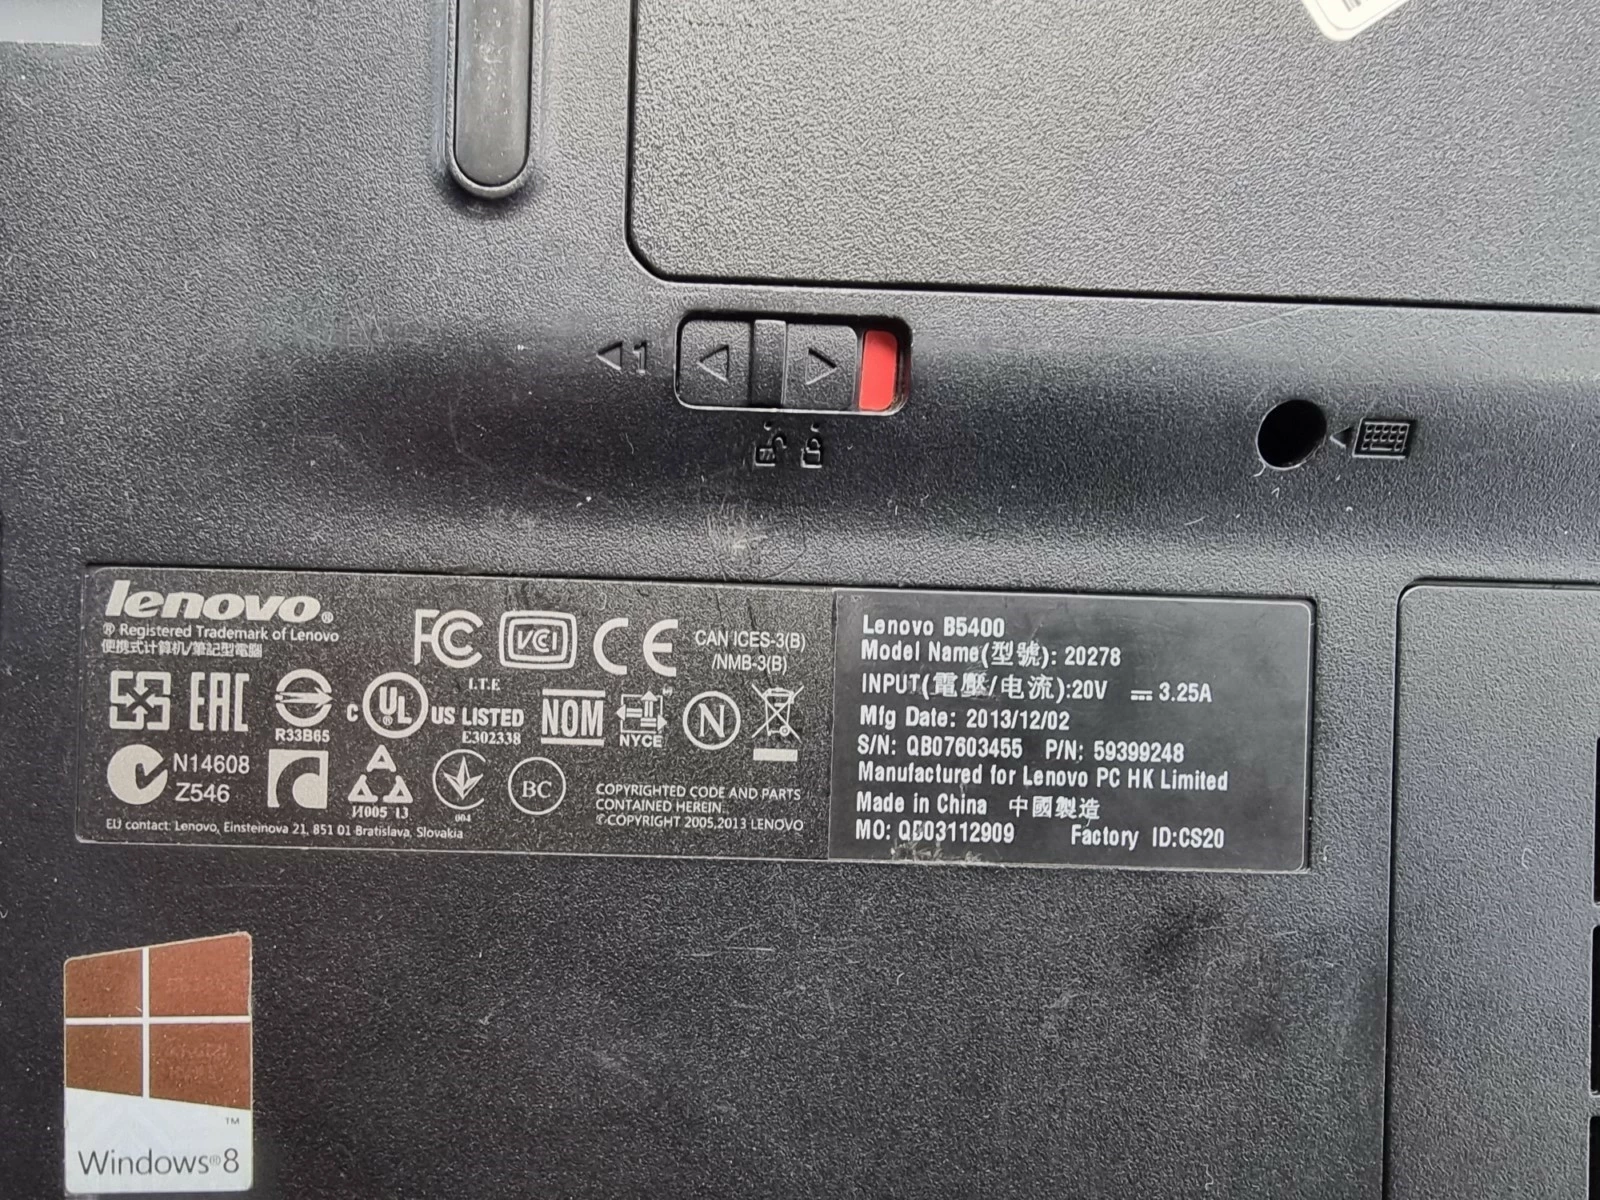 1
lenovo®
® Registered Trademark of Lenovo
便携式计算机/筆記型電腦
FC VCI CE CAN ICES-3(B)
/NMB-3(B)
I.T.E
EAC R33B65 C UL ® US LISTED
E302338
NOM NYCE N
N14608
Z546
И005 13
004
BC
COPYRIGHTED CODE AND PARTS
CONTAINED HEREIN.
©COPYRIGHT 2005,2013 LENOVO
EU contact: Lenovo, Einsteinova 21, 851 01 Bratislava, Slovakia
Lenovo B5400
Model Name(型號): 20278
INPUT(電壓/电流):20V ⎓ 3.25A
Mfg Date: 2013/12/02
S/N: QB07603455 P/N: 59399248
Manufactured for Lenovo PC HK Limited
Made in China 中國製造
MO: QB03112909 Factory ID:CS20
™
Windows®8